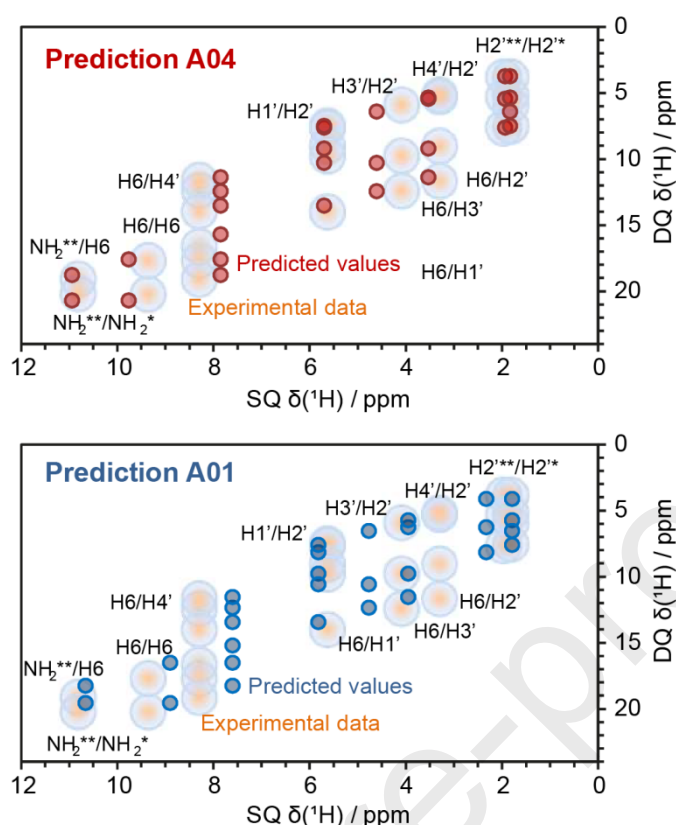 Prediction A04
H2'**/H2'*
H4'/H2'
H3'/H2'
H1'/H2'
H6/H4'
H6/H2'
H6/H3'
H6/H6
NH₂**/H6
Predicted values
H6/H1'
Experimental data
NH₂**/NH₂*
0
5
10
15
20
DQ δ(¹H) / ppm
12 10 8 6 4 2 0
SQ δ(¹H) / ppm
Prediction A01
H2'**/H2'*
H4'/H2'
H3'/H2'
H1'/H2'
H6/H4'
H6/H2'
H6/H3'
H6/H1'
H6/H6
NH₂**/H6
Predicted values
Experimental data
NH₂**/NH₂*
0
5
10
15
20
DQ δ(¹H) / ppm
12 10 8 6 4 2 0
SQ δ(¹H) / ppm
re-pro